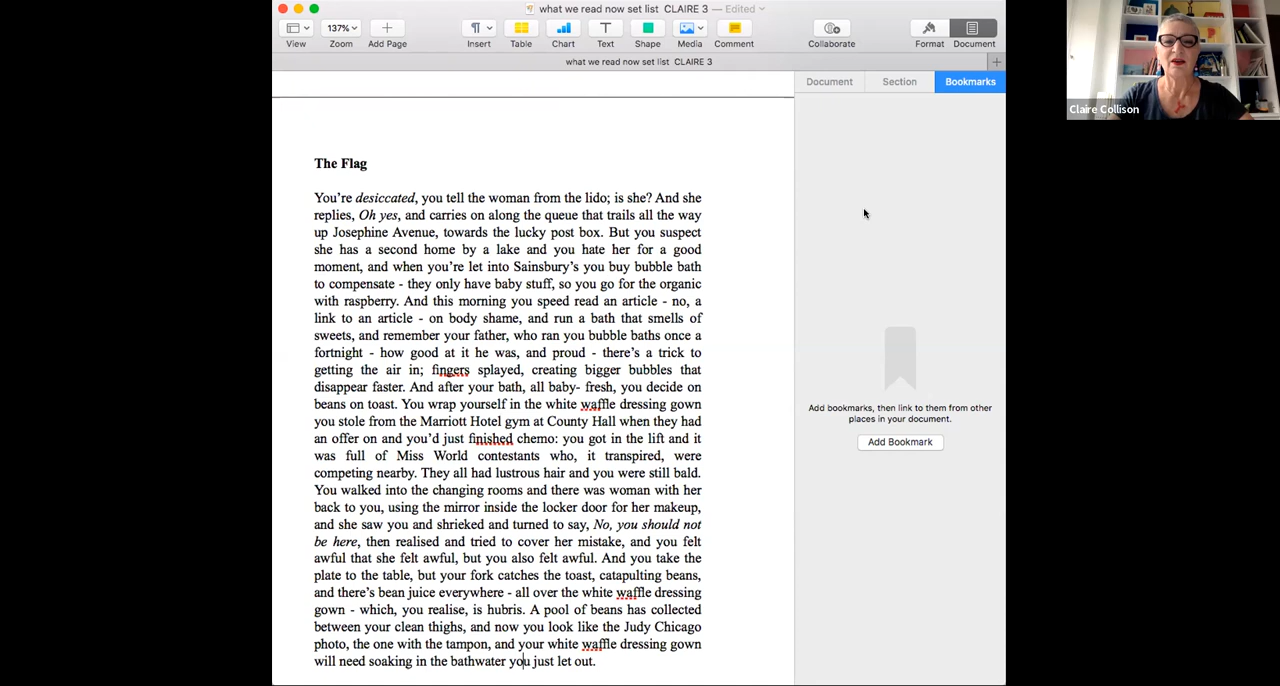 what we read now set list CLAIRE 3 — Edited
137%
View Zoom Add Page Insert Table Chart Text Shape Media Comment Collaborate Format Document
what we read now set list CLAIRE 3
Document Section Bookmarks
Claire Collison
The Flag
You're desiccated, you tell the woman from the lido; is she? And she
replies, Oh yes, and carries on along the queue that trails all the way
up Josephine Avenue, towards the lucky post box. But you suspect
she has a second home by a lake and you hate her for a good
moment, and when you're let into Sainsbury's you buy bubble bath
to compensate - they only have baby stuff, so you go for the organic
with raspberry. And this morning you speed read an article - no, a
link to an article - on body shame, and run a bath that smells of
sweets, and remember your father, who ran you bubble baths once a
fortnight - how good at it he was, and proud - there's a trick to
getting the air in; fingers splayed, creating bigger bubbles that
disappear faster. And after your bath, all baby- fresh, you decide on
beans on toast. You wrap yourself in the white waffle dressing gown
you stole from the Marriott Hotel gym at County Hall when they had
an offer on and you'd just finished chemo: you got in the lift and it
was full of Miss World contestants who, it transpired, were
competing nearby. They all had lustrous hair and you were still bald.
You walked into the changing rooms and there was woman with her
back to you, using the mirror inside the locker door for her makeup,
and she saw you and shrieked and turned to say, No, you should not
be here, then realised and tried to cover her mistake, and you felt
awful that she felt awful, but you also felt awful. And you take the
plate to the table, but your fork catches the toast, catapulting beans,
and there's bean juice everywhere - all over the white waffle dressing
gown - which, you realise, is hubris. A pool of beans has collected
between your clean thighs, and now you look like the Judy Chicago
photo, the one with the tampon, and your white waffle dressing gown
will need soaking in the bathwater you just let out.
Add bookmarks, then link to them from other
places in your document.
Add Bookmark